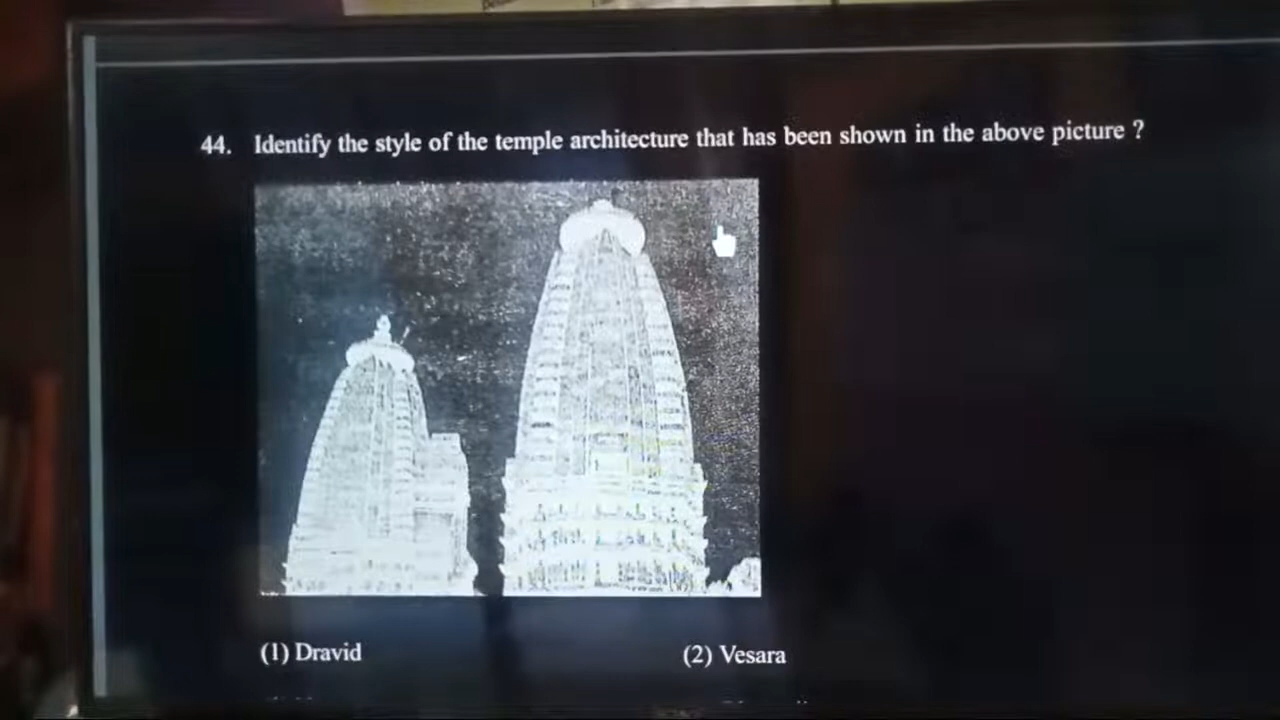 44. Identify the style of the temple architecture that has been shown in the above picture ?
(1) Dravid
(2) Vesara